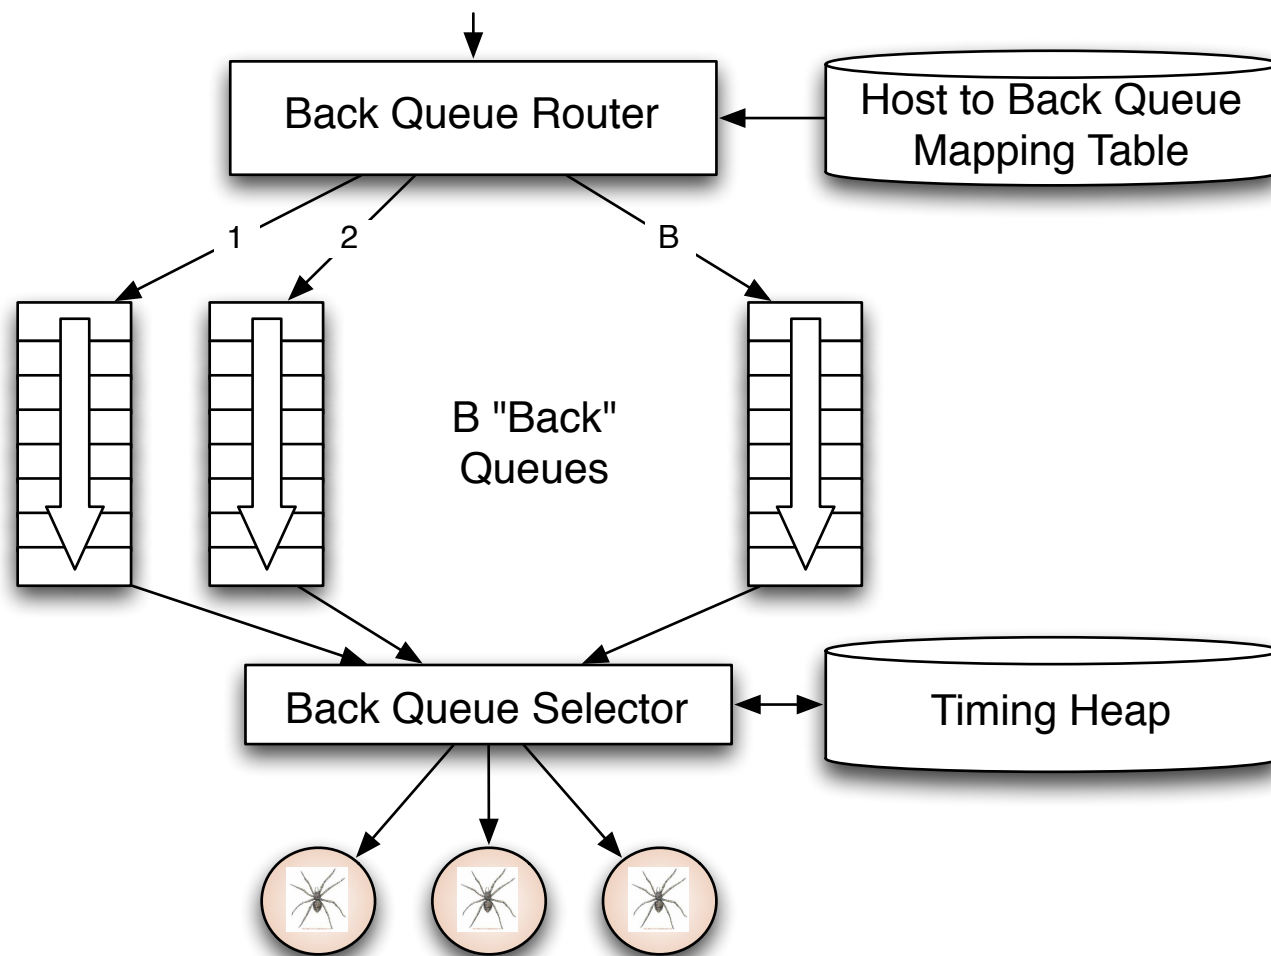 Back Queue Router
Host to Back Queue
Mapping Table
1
2
B
B "Back"
Queues
Back Queue Selector
Timing Heap